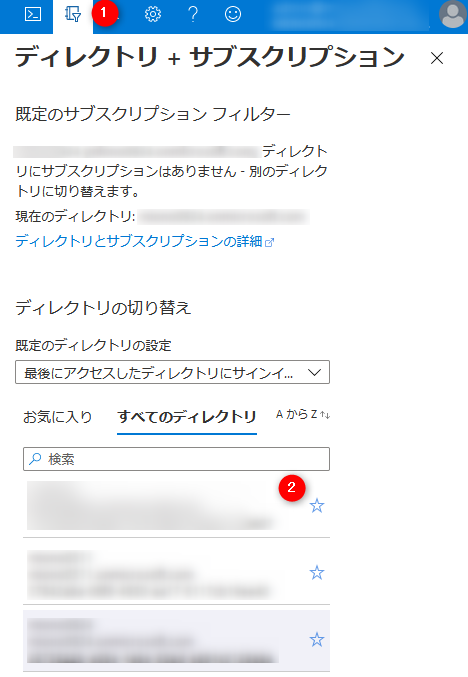 1
ディレクトリ + サブスクリプション
既定のサブスクリプション フィルター
ディレクト
リにサブスクリプションはありません - 別のディレク
トリに切り替えます。
現在のディレクトリ:
ディレクトリとサブスクリプションの詳細
ディレクトリの切り替え
既定のディレクトリの設定
最後にアクセスしたディレクトリにサインイ...
お気に入り すべてのディレクトリ A から Z ↑↓
検索
2